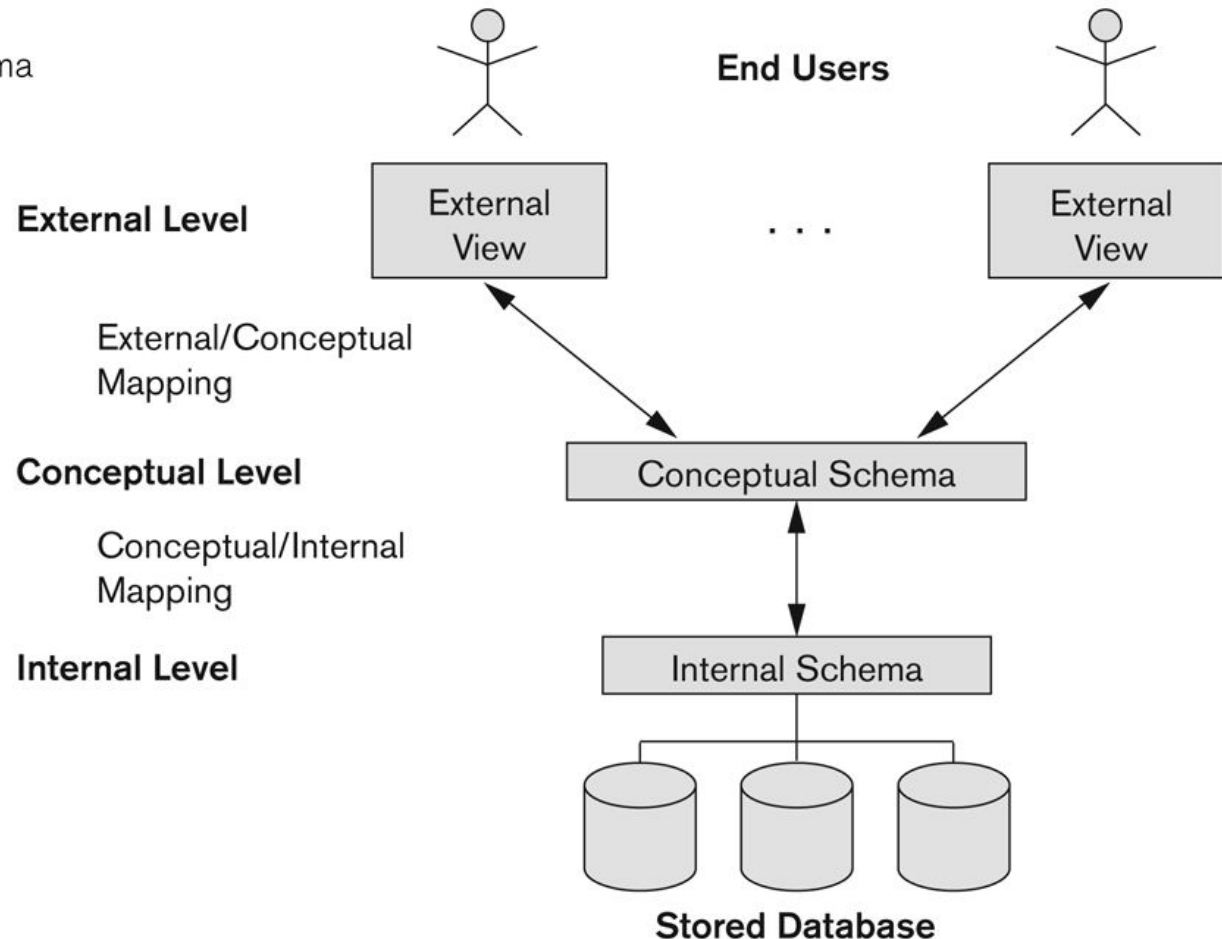 ma
End Users
External Level
External
View
. . .
External
View
External/Conceptual
Mapping
Conceptual Level
Conceptual Schema
Conceptual/Internal
Mapping
Internal Level
Internal Schema
Stored Database